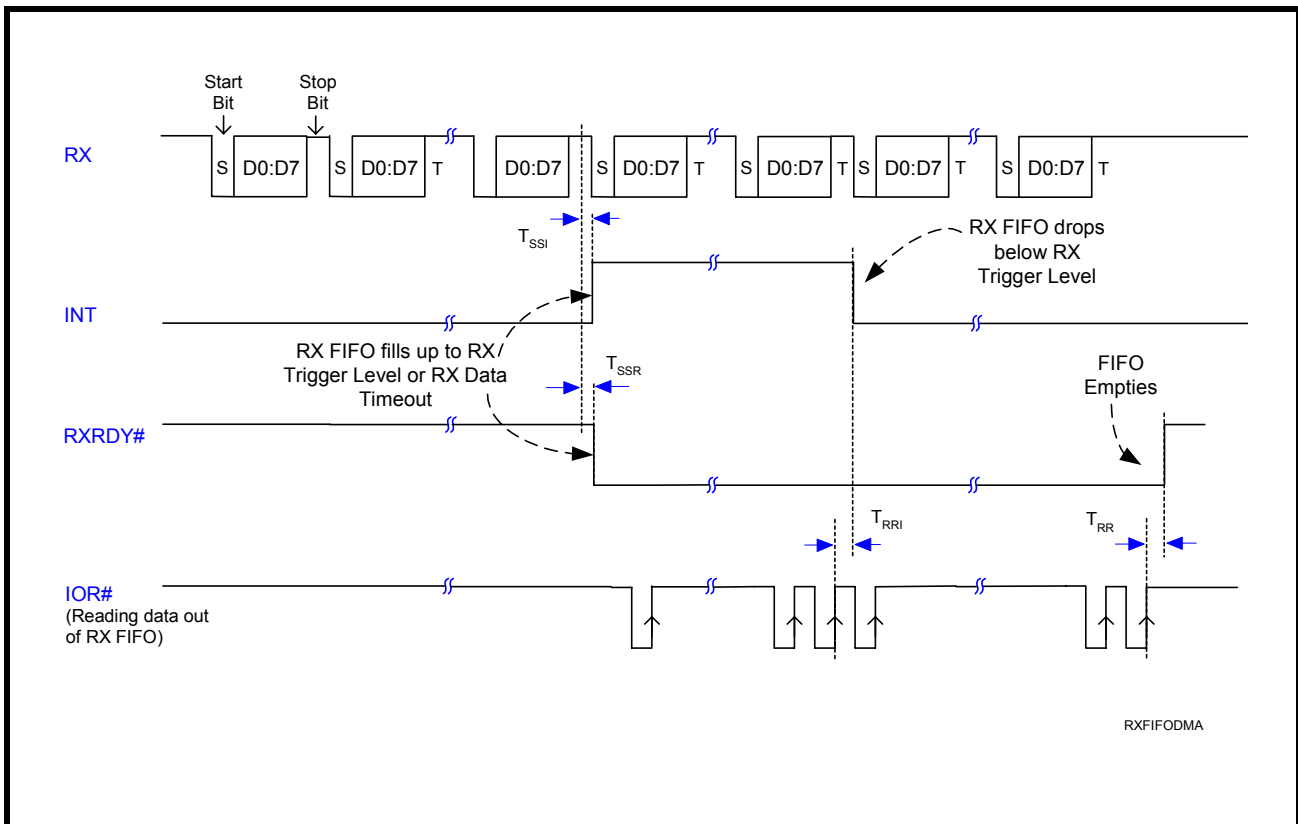 Start
Bit
Stop
Bit
RX
S D0:D7 S D0:D7 T D0:D7 S D0:D7 T S D0:D7 T S D0:D7 T S D0:D7 T
TSSI
RX FIFO drops
below RX
Trigger Level
INT
RX FIFO fills up to RX
Trigger Level or RX Data
Timeout
TSSR
FIFO
Empties
RXRDY#
TRRI
TRR
IOR#
(Reading data out
of RX FIFO)
RXFIFODMA